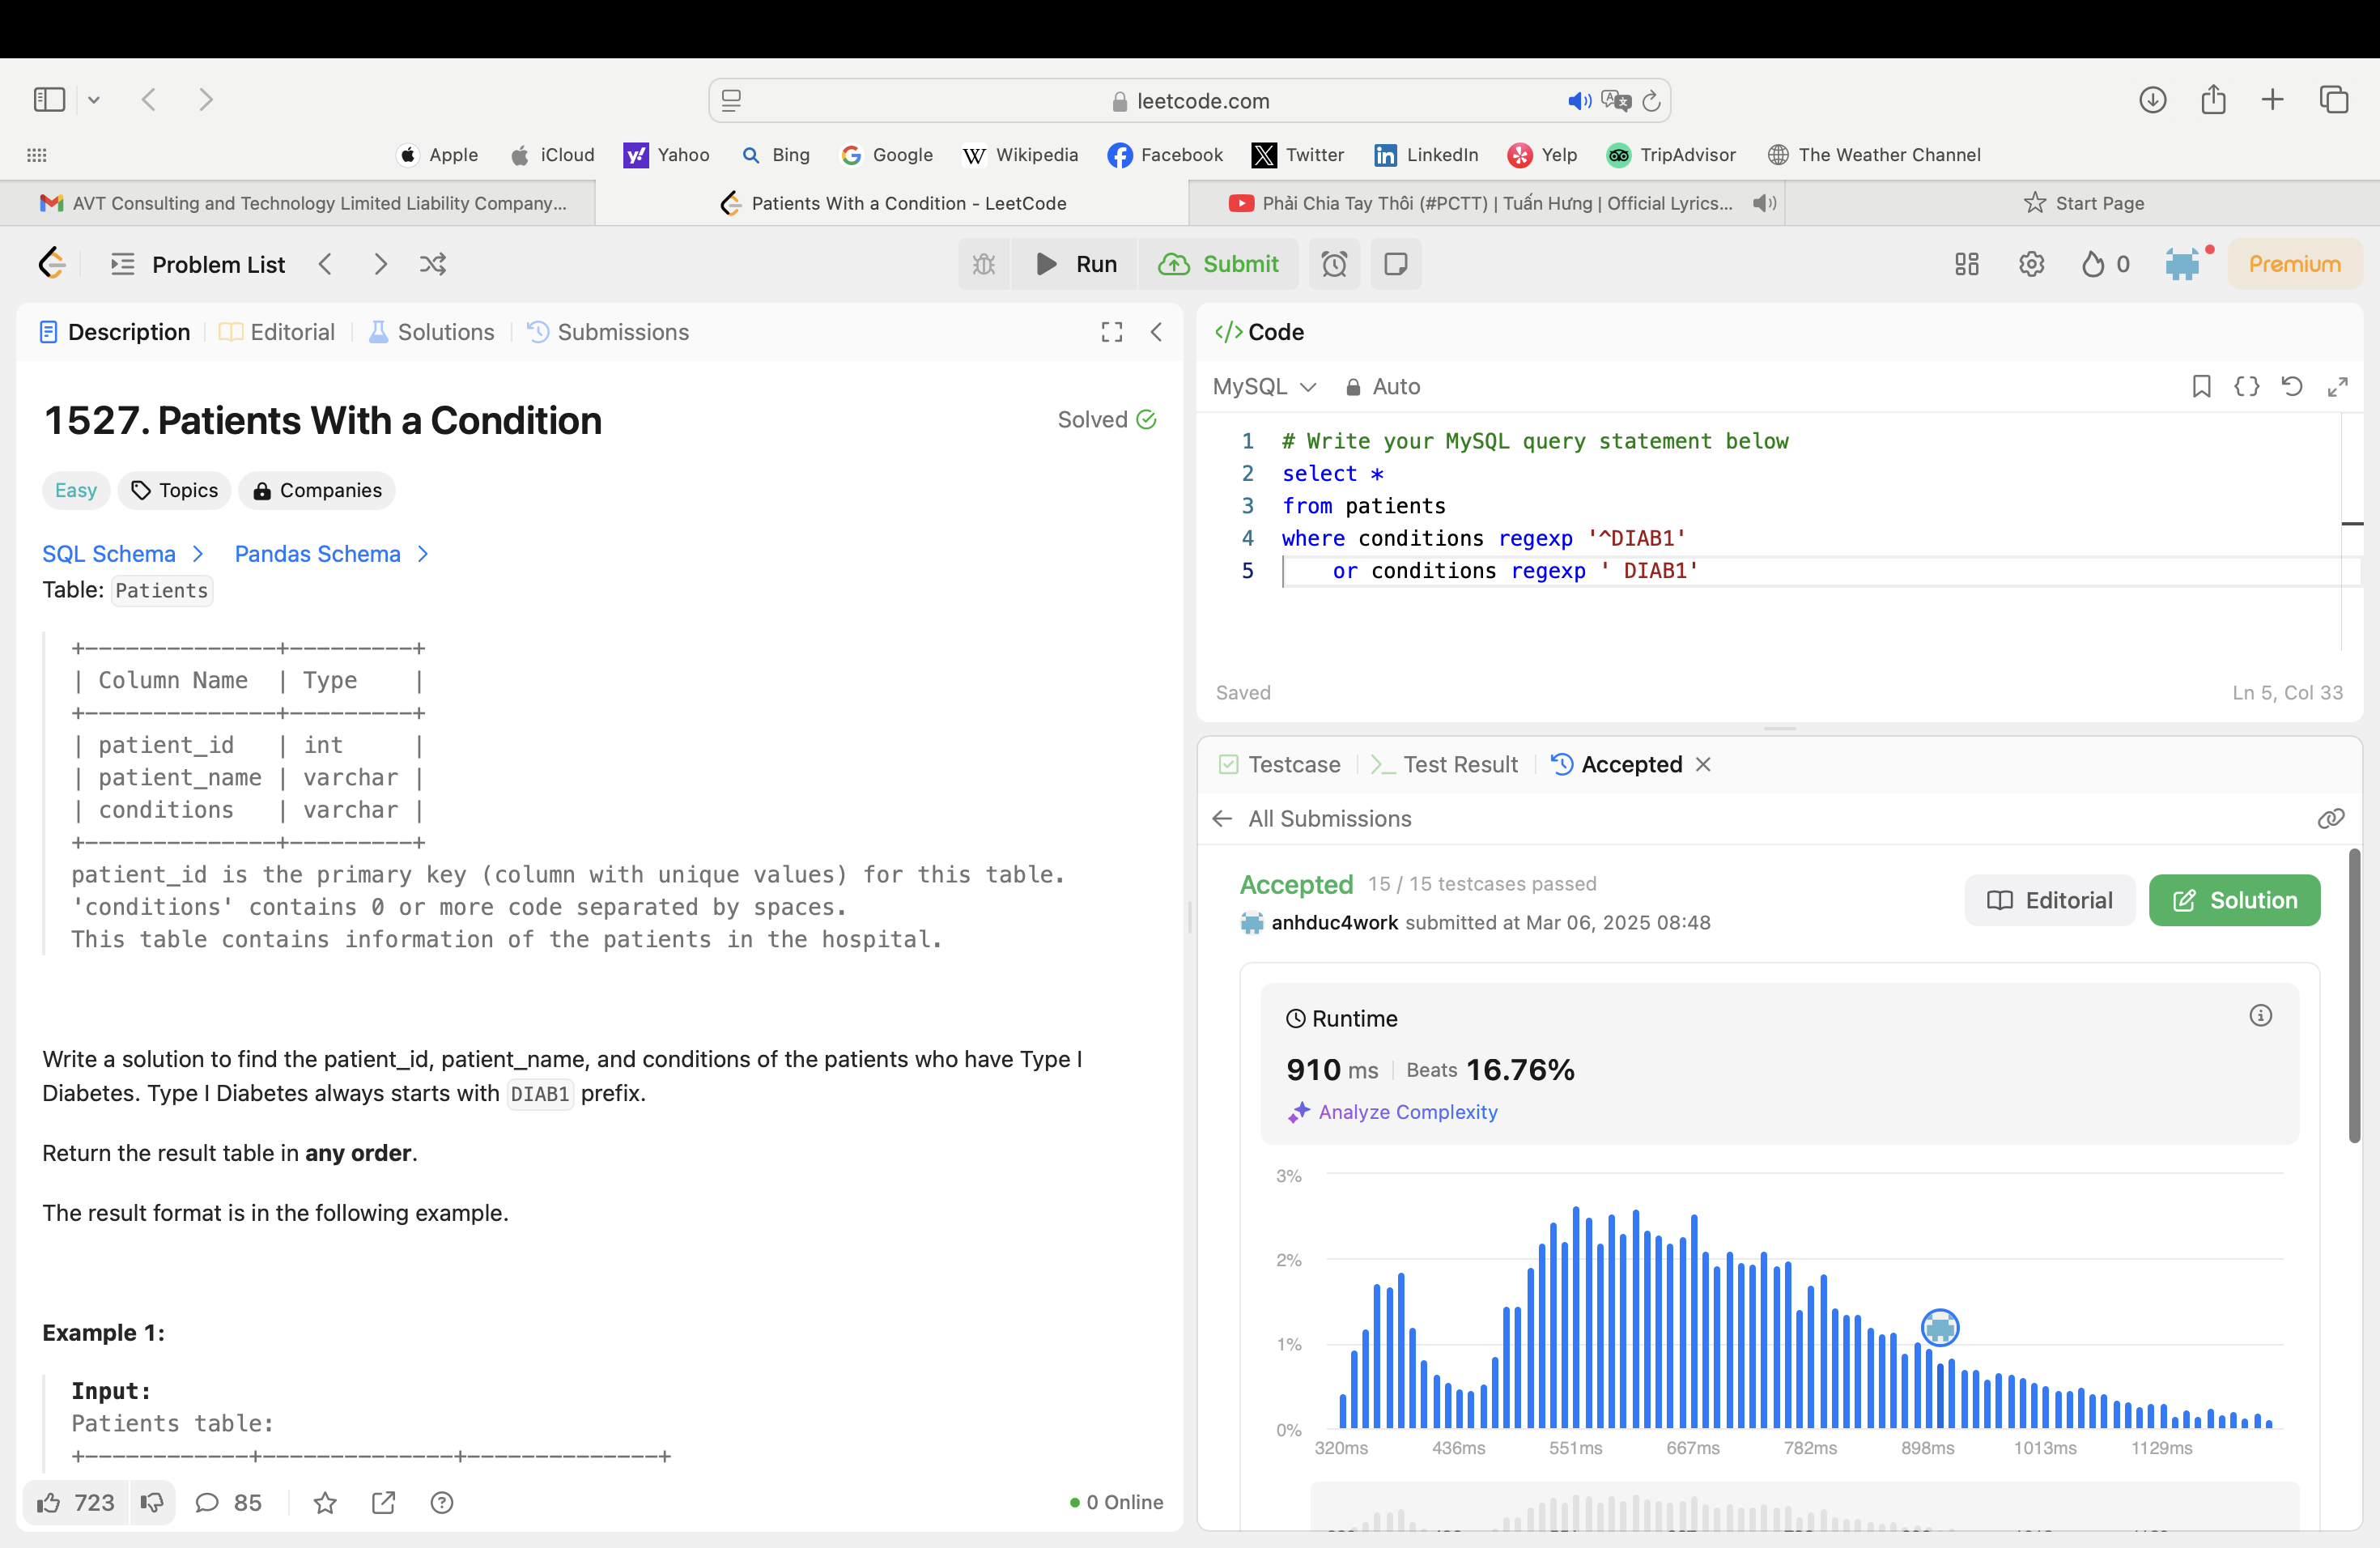 leetcode.com
Apple iCloud Yahoo Bing Google Wikipedia Facebook Twitter LinkedIn Yelp TripAdvisor The Weather Channel
AVT Consulting and Technology Limited Liability Company...
Patients With a Condition - LeetCode
Phải Chia Tay Thôi (#PCTT) | Tuấn Hưng | Official Lyrics...
Start Page
Problem List
Run
Submit
0
Premium
Description
Editorial
Solutions
Submissions
1527. Patients With a Condition
Solved
Easy
Topics
Companies
SQL Schema
Pandas Schema
Table: Patients
+--------------+---------+
| Column Name | Type |
+--------------+---------+
| patient_id | int |
| patient_name | varchar |
| conditions | varchar |
+--------------+---------+
patient_id is the primary key (column with unique values) for this table.
'conditions' contains 0 or more code separated by spaces.
This table contains information of the patients in the hospital.
Write a solution to find the patient_id, patient_name, and conditions of the patients who have Type I
Diabetes. Type I Diabetes always starts with DIAB1 prefix.
Return the result table in any order.
The result format is in the following example.
Example 1:
Input:
Patients table:
+------------+--------------+--------------+
723
85
0 Online
</> Code
MySQL
Auto
1 # Write your MySQL query statement below
2 select *
3 from patients
4 where conditions regexp '^DIAB1'
5 or conditions regexp ' DIAB1'
Saved
Ln 5, Col 33
Testcase
Test Result
Accepted
All Submissions
Accepted 15 / 15 testcases passed
anhduc4work submitted at Mar 06, 2025 08:48
Editorial
Solution
Runtime
910 ms | Beats 16.76%
Analyze Complexity
3%
2%
1%
0%
320ms 436ms 551ms 667ms 782ms 898ms 1013ms 1129ms